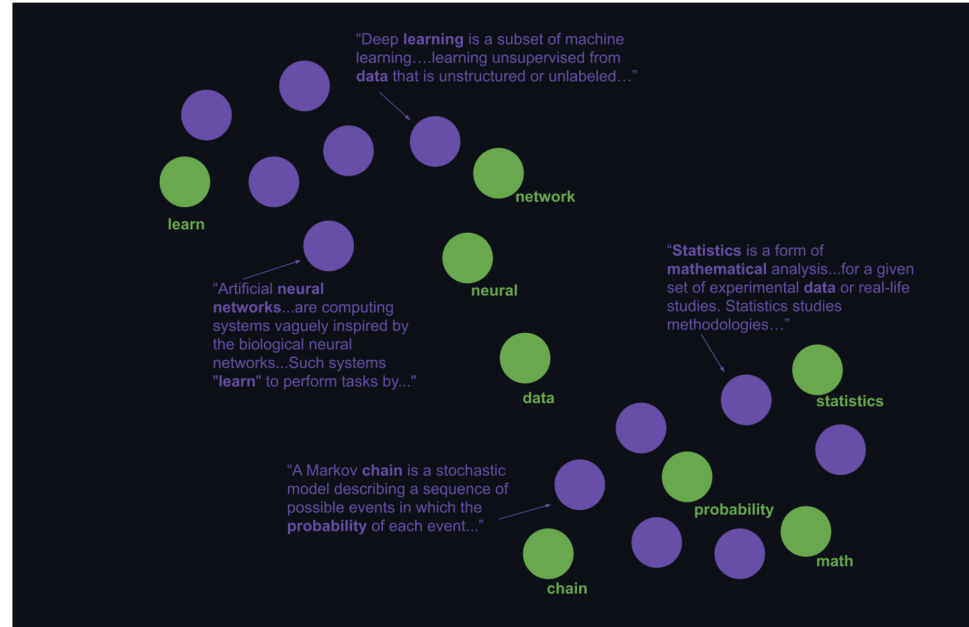 “Deep learning is a subset of machine
learning….learning unsupervised from
data that is unstructured or unlabeled…”
network
learn
“Statistics is a form of
mathematical analysis...for a given
set of experimental data or real-life
studies. Statistics studies
methodologies…”
“Artificial neural
networks...are computing
systems vaguely inspired by
the biological neural
networks...Such systems
"learn" to perform tasks by..."
neural
data
statistics
“A Markov chain is a stochastic
model describing a sequence of
possible events in which the
probability of each event...”
probability
math
chain